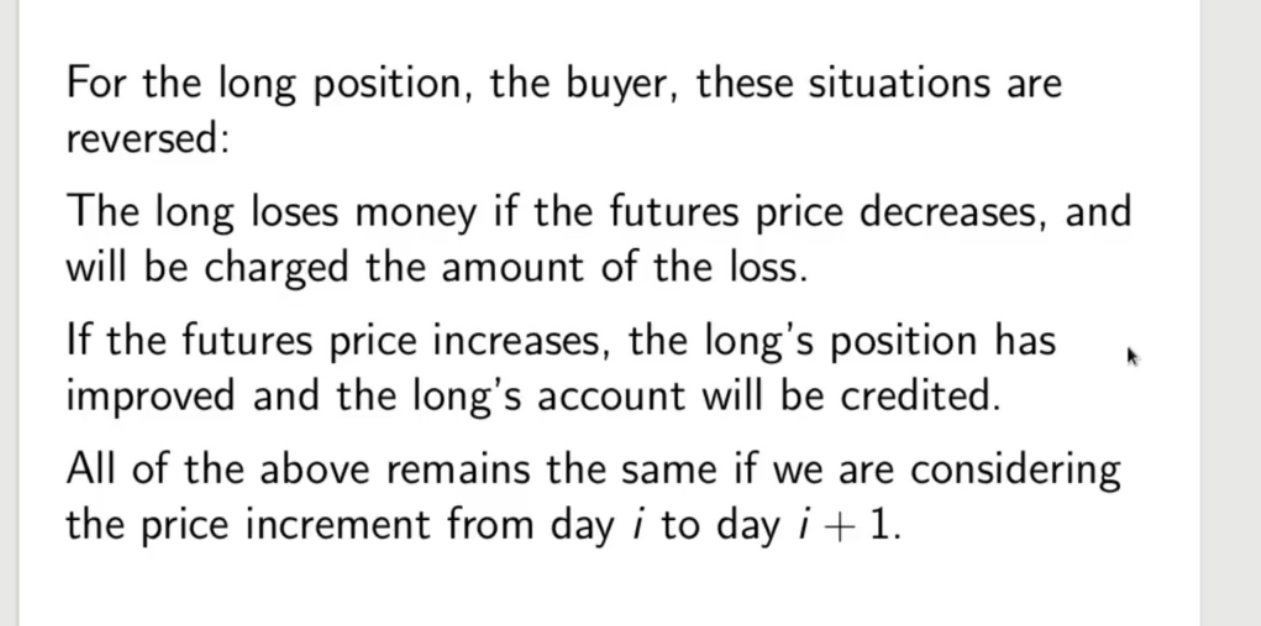 For the long position, the buyer, these situations are
reversed:
The long loses money if the futures price decreases, and
will be charged the amount of the loss.
If the futures price increases, the long's position has
improved and the long's account will be credited.
All of the above remains the same if we are considering
the price increment from day i to day i + 1.